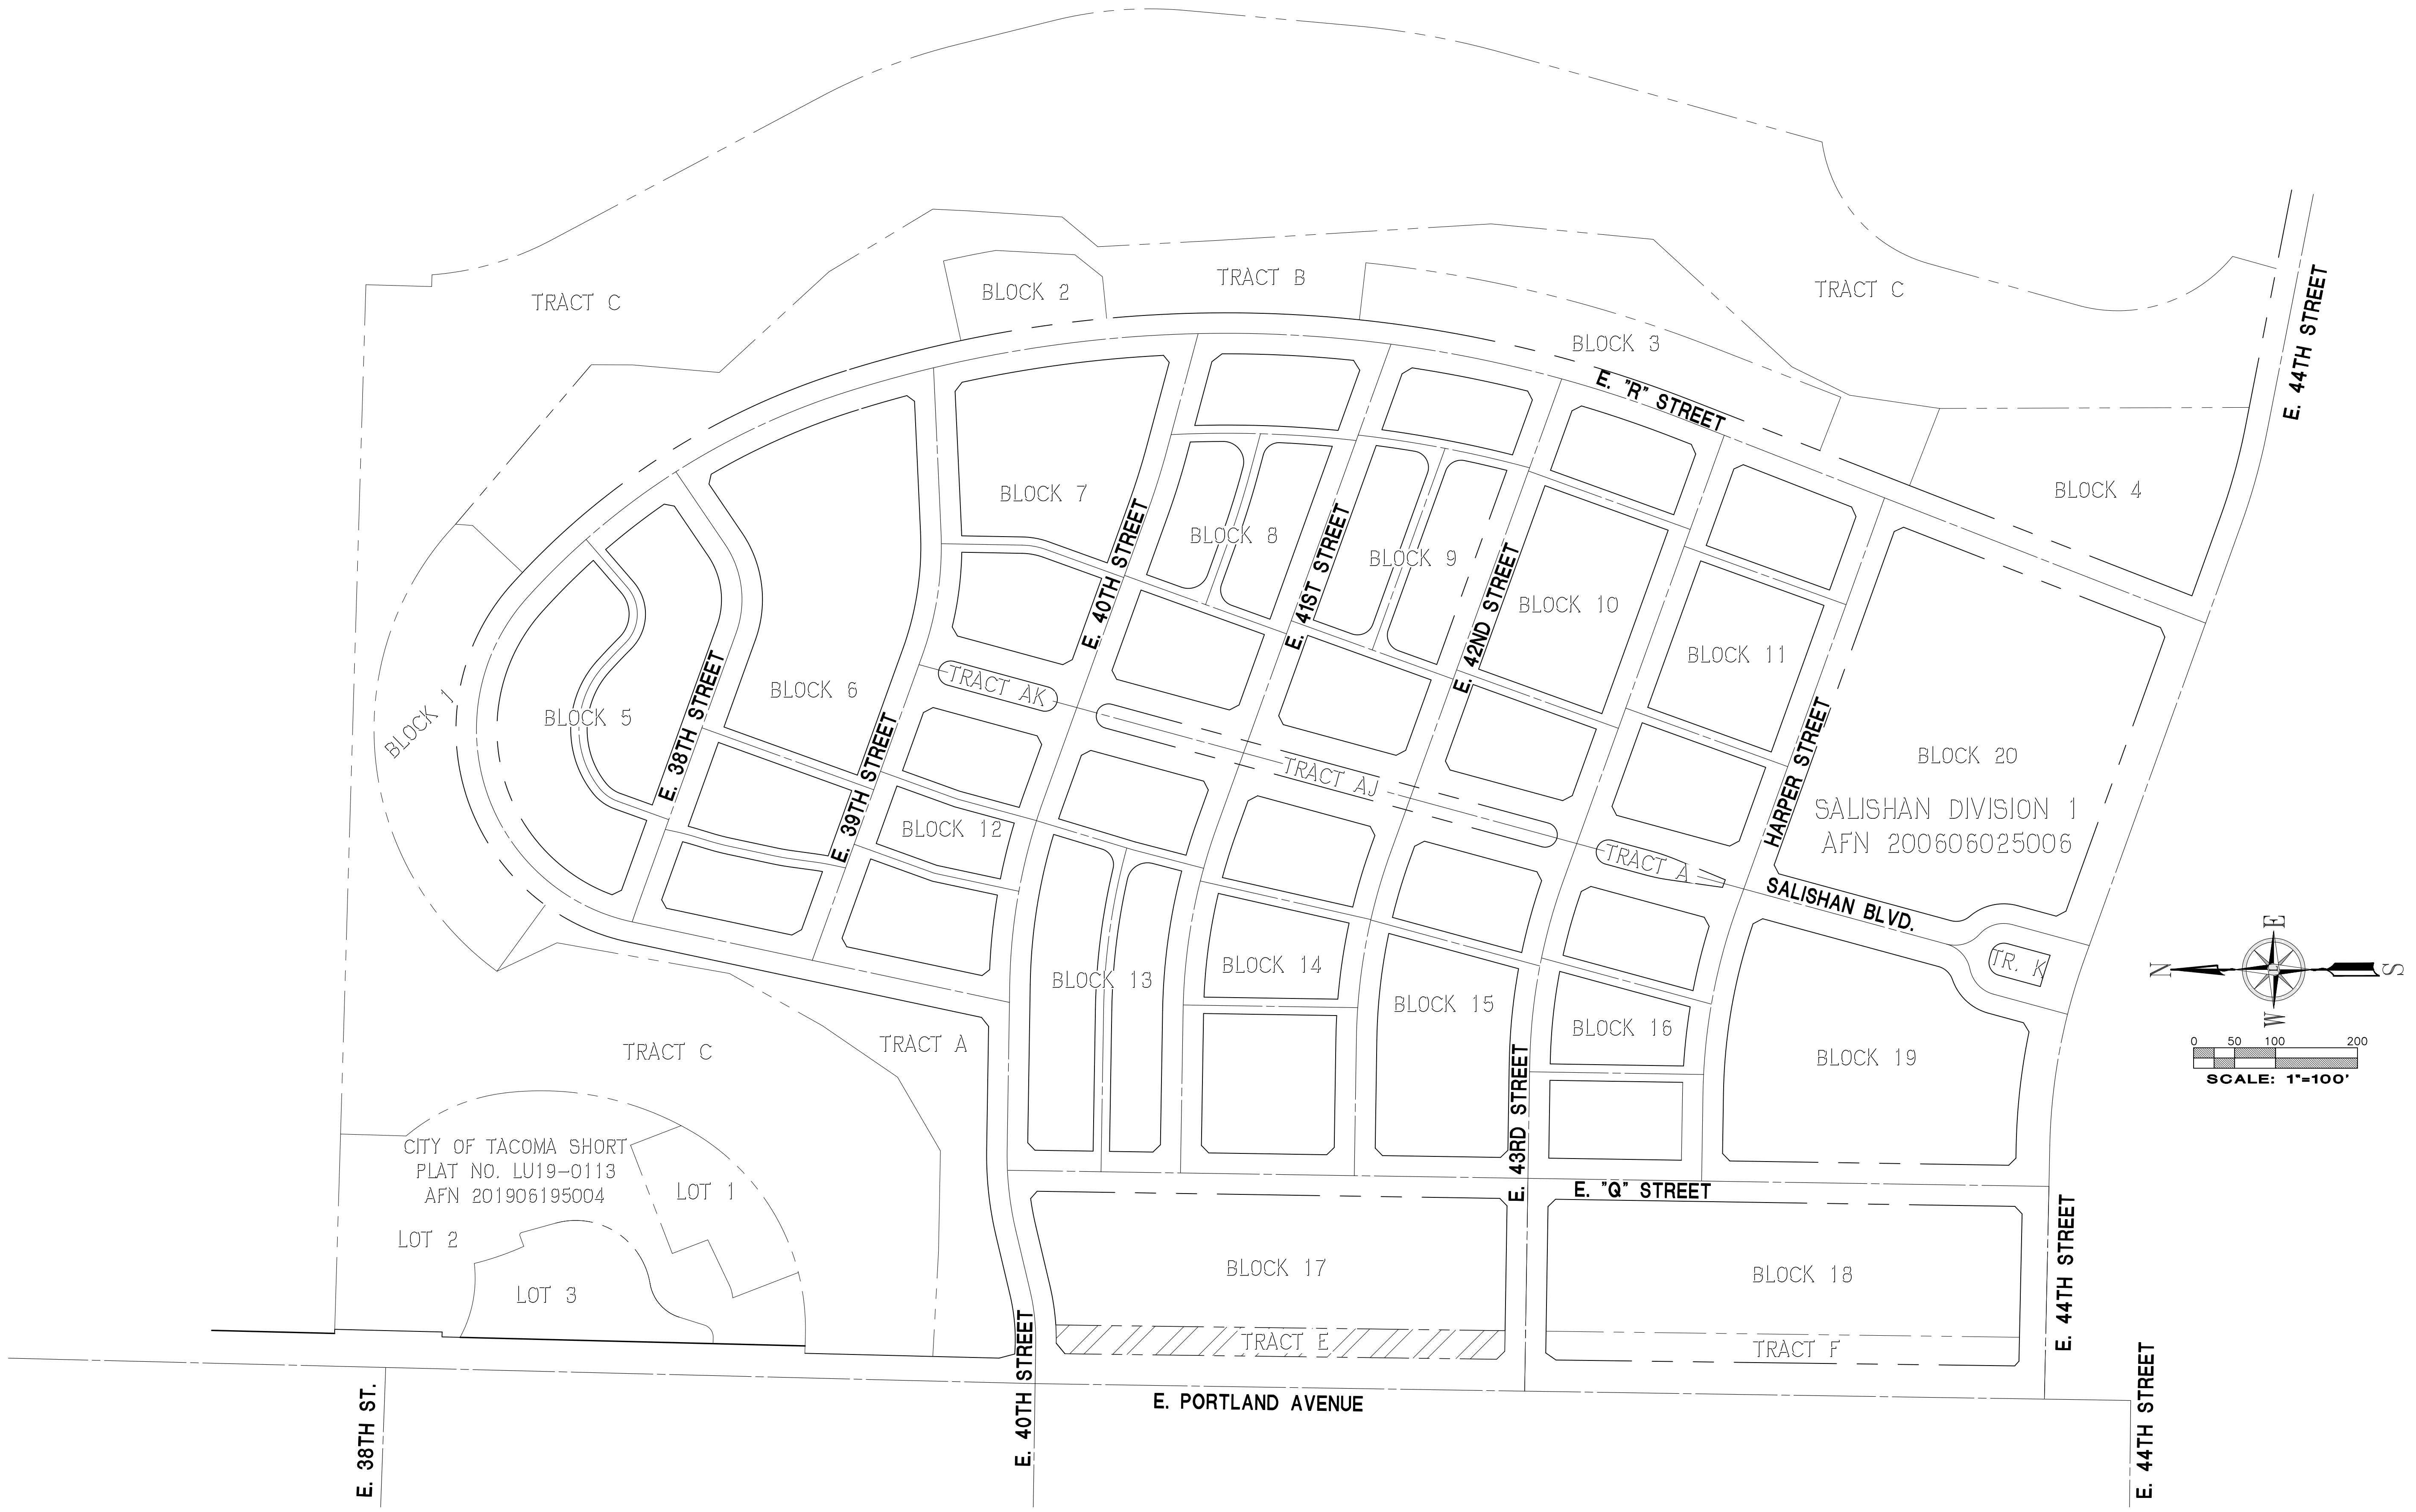 E. 44TH STREET
TRACT C
BLOCK 2
TRACT B
TRACT C
BLOCK 3
E. "R" STREET
BLOCK 4
BLOCK 7
BLOCK 8
BLOCK 9
E. 40TH STREET
E. 41ST STREET
E. 42ND STREET
BLOCK 10
BLOCK 11
BLOCK 1
BLOCK 5
E. 38TH STREET
BLOCK 6
E. 39TH STREET
TRACT AK
TRACT AJ
TRACT A
HARPER STREET
BLOCK 20
SALISHAN DIVISION 1
AFN 200606025006
BLOCK 12
SALISHAN BLVD.
TR. K
BLOCK 13
BLOCK 14
BLOCK 15
BLOCK 16
BLOCK 19
N
E
S
W
0 50 100 200
SCALE: 1"=100'
TRACT C
TRACT A
CITY OF TACOMA SHORT
PLAT NO. LU19-0113
AFN 201906195004
LOT 1
LOT 2
LOT 3
E. 43RD STREET
E. "Q" STREET
BLOCK 17
BLOCK 18
E. 44TH STREET
TRACT E
TRACT F
E. 38TH ST.
E. 40TH STREET
E. PORTLAND AVENUE
E. 44TH STREET